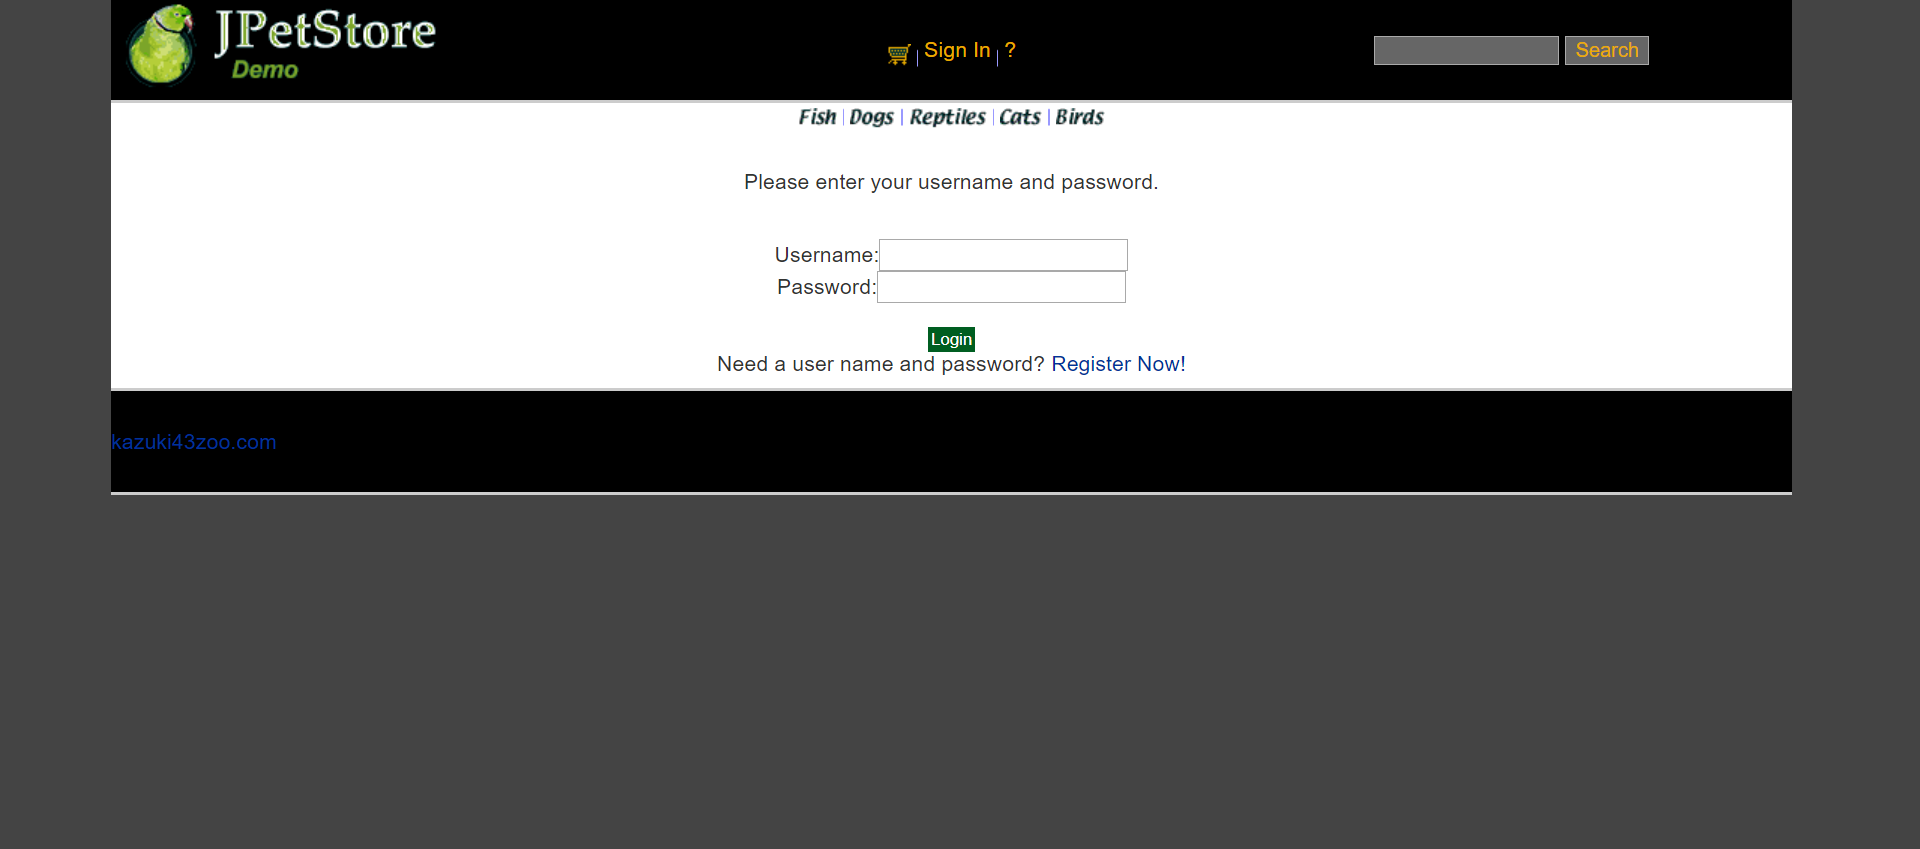 JPetStore
Demo
Sign In | ?
Search
Fish | Dogs | Reptiles | Cats | Birds
Please enter your username and password.
Username:
Password:
Login
Need a user name and password? Register Now!
kazuki43zoo.com